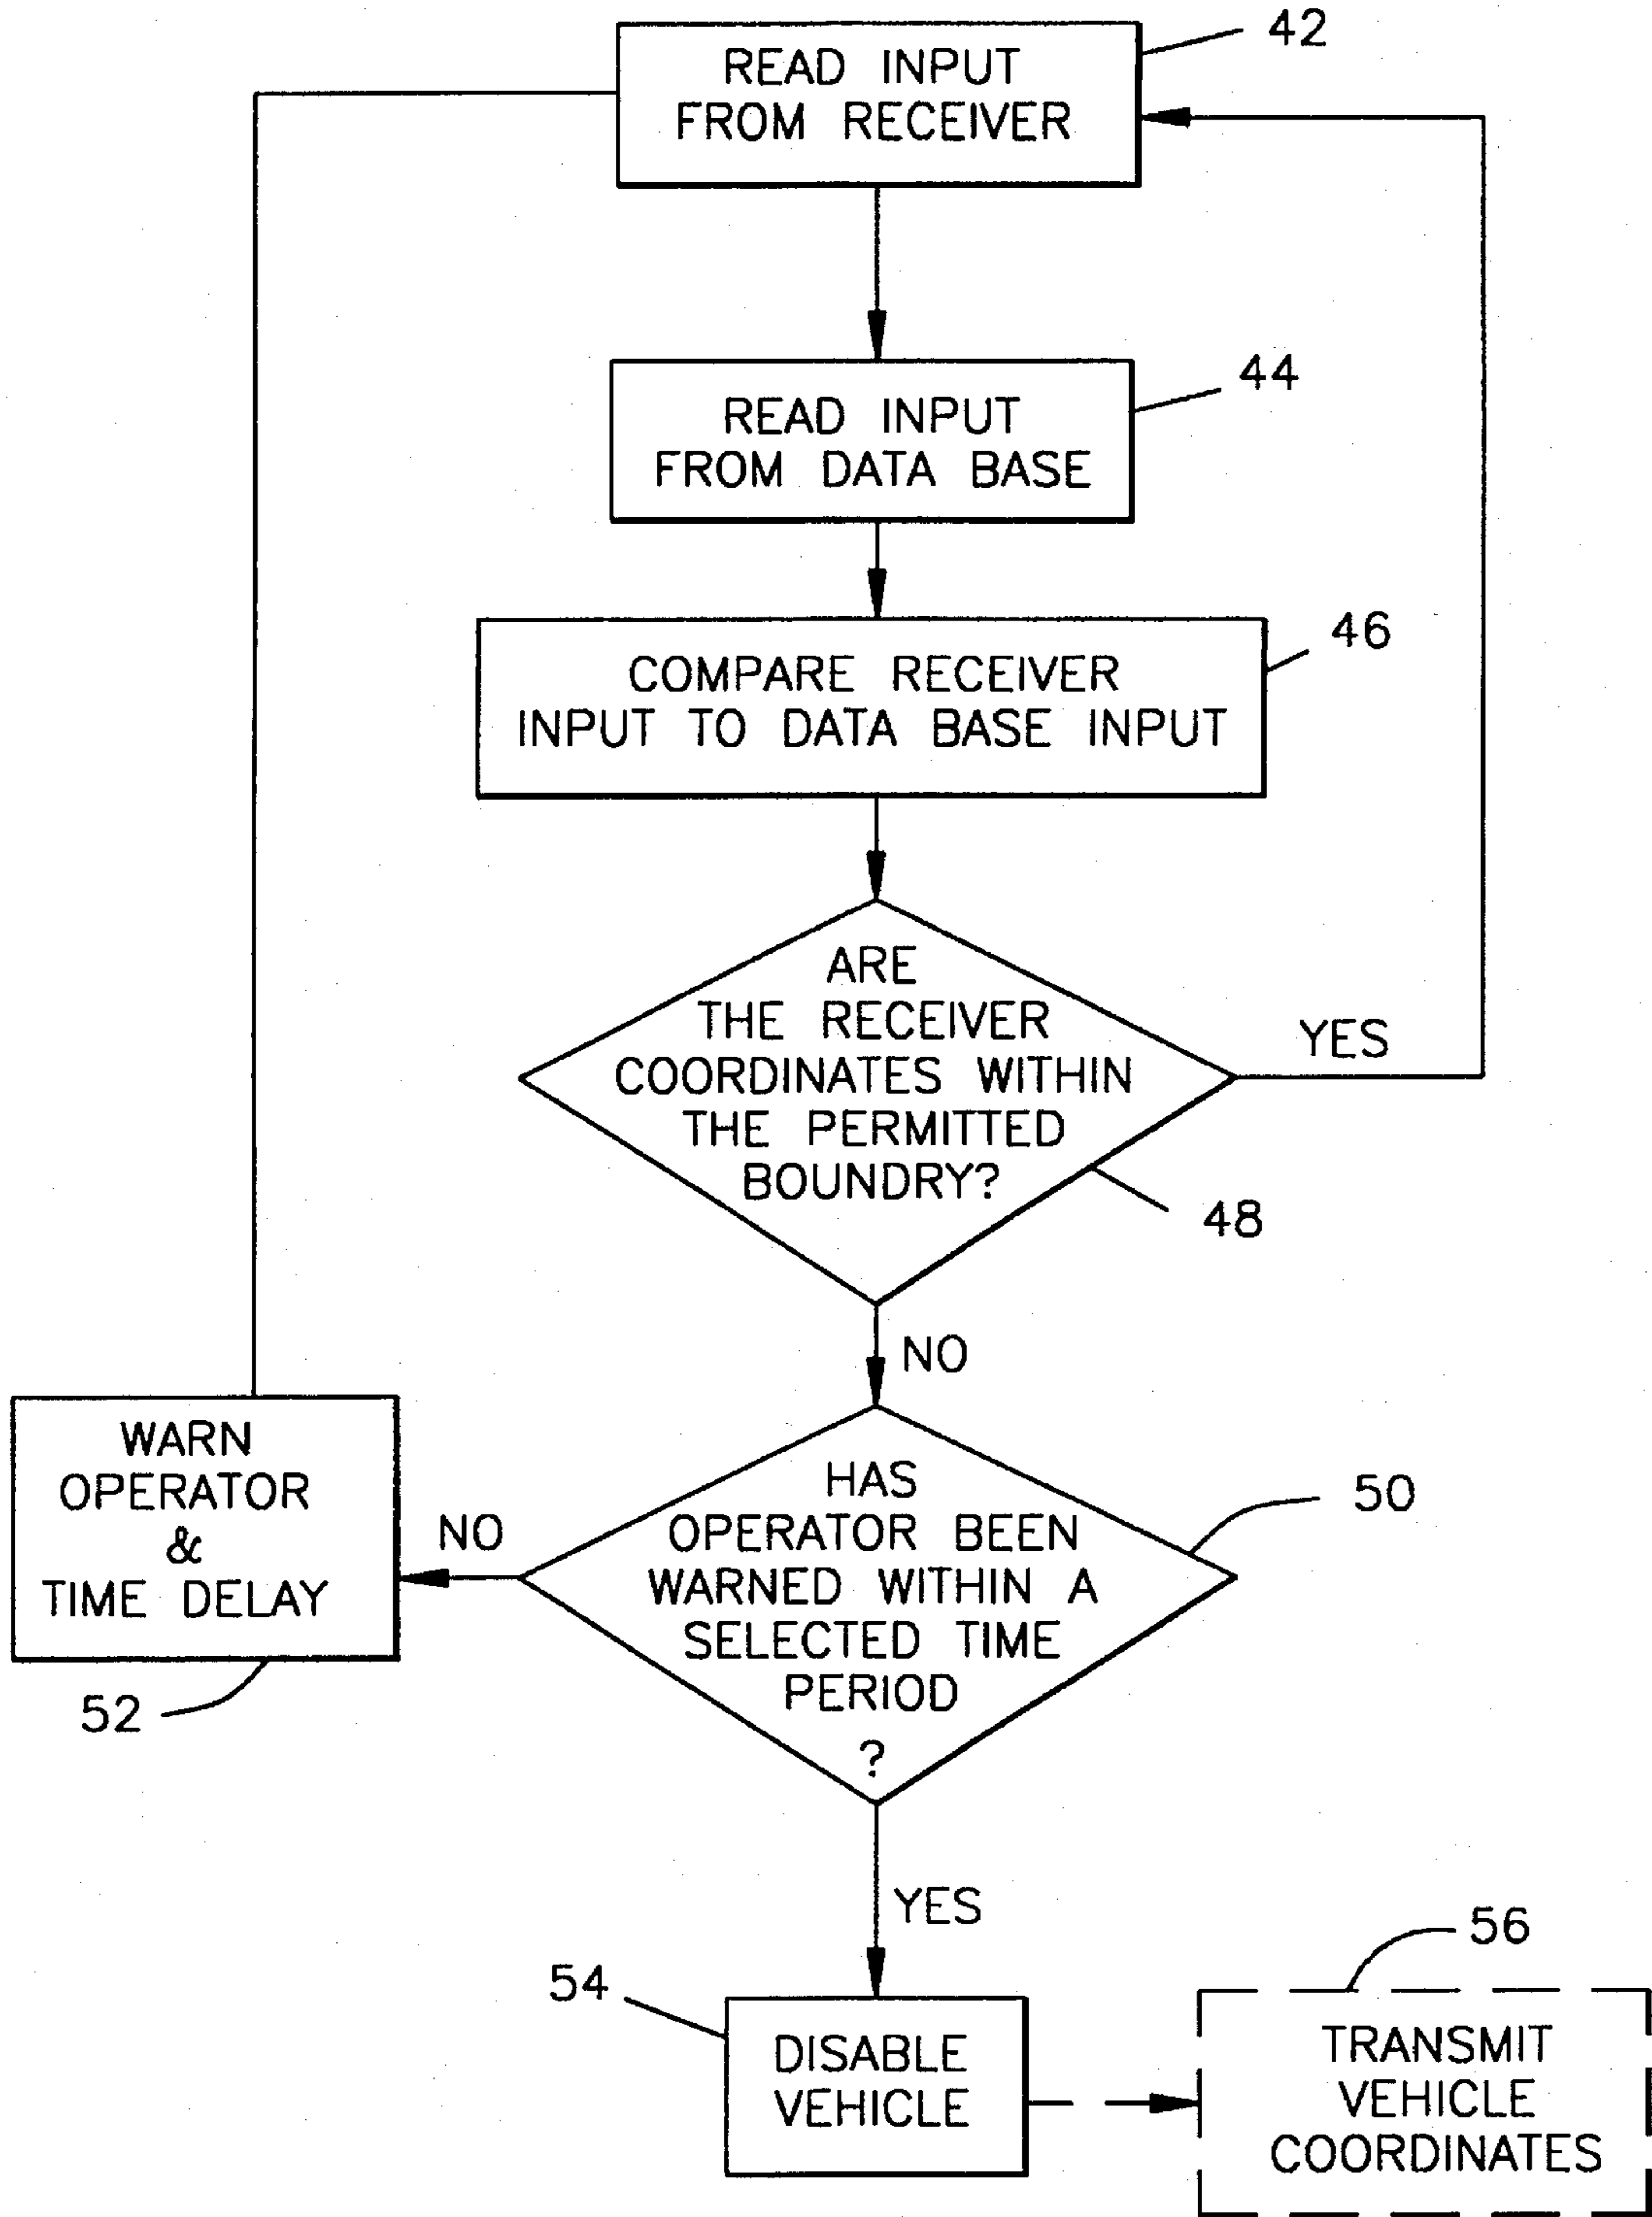 42
READ INPUT
FROM RECEIVER
44
READ INPUT
FROM DATA BASE
46
COMPARE RECEIVER
INPUT TO DATA BASE INPUT
ARE
THE RECEIVER
COORDINATES WITHIN
THE PERMITTED
BOUNDRY?
YES
48
NO
WARN
OPERATOR
&
TIME DELAY
52
NO
HAS
OPERATOR BEEN
WARNED WITHIN A
SELECTED TIME
PERIOD
?
50
YES
54
DISABLE
VEHICLE
56
TRANSMIT
VEHICLE
COORDINATES